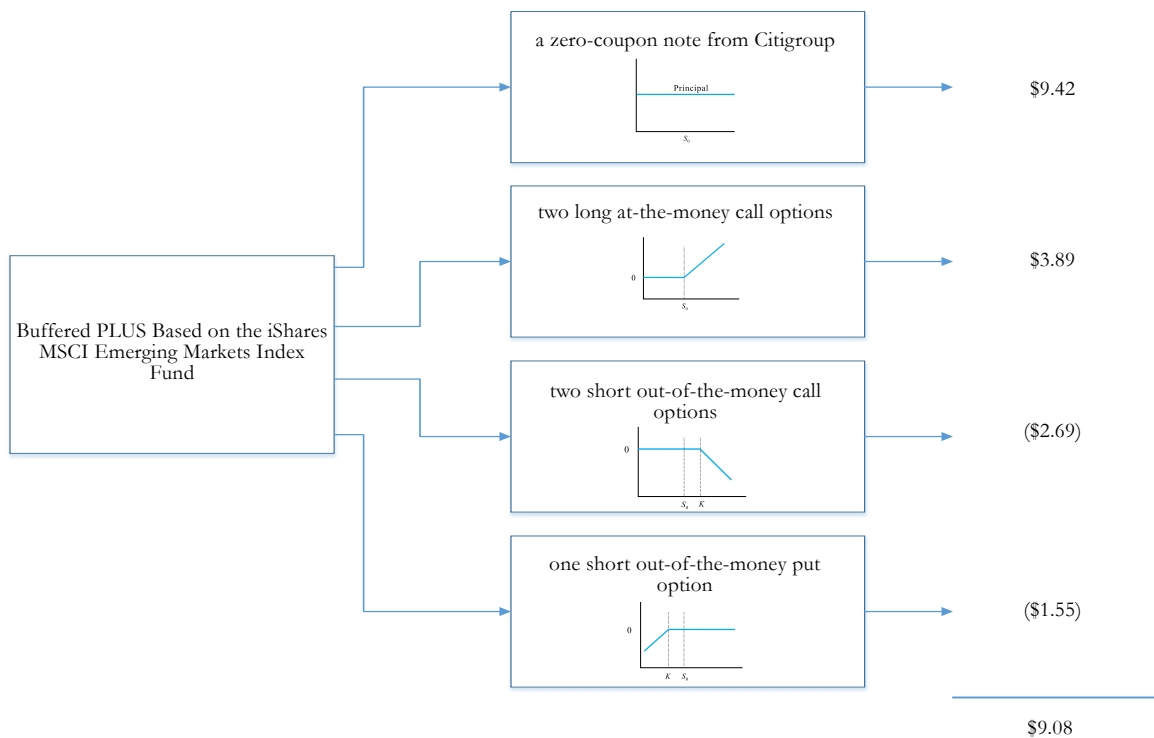 a zero-coupon note from Citigroup
Principal
S0
$9.42
two long at-the-money call options
0
S0
$3.89
Buffered PLUS Based on the iShares
MSCI Emerging Markets Index
Fund
two short out-of-the-money call
options
0
S0 K
($2.69)
one short out-of-the-money put
option
0
K S0
($1.55)
$9.08